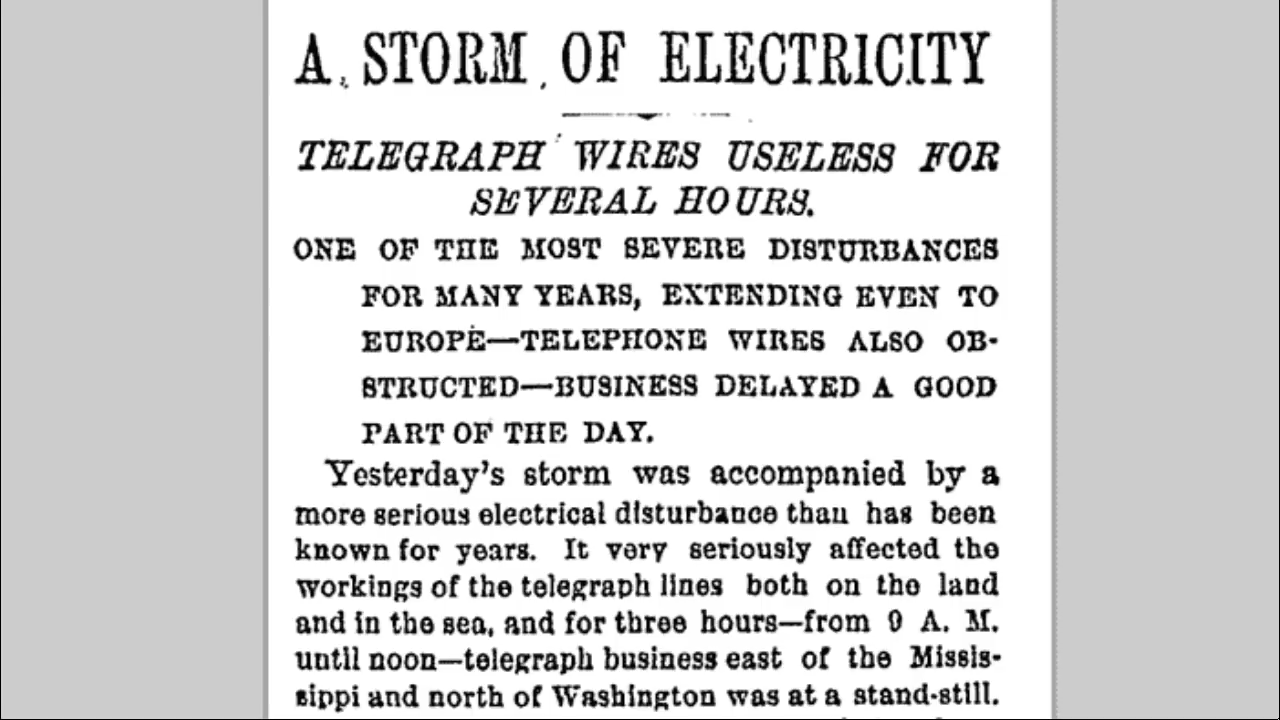 A STORM OF ELECTRICITY
TELEGRAPH WIRES USELESS FOR
SEVERAL HOURS.
ONE OF THE MOST SEVERE DISTURBANCES
FOR MANY YEARS, EXTENDING EVEN TO
EUROPE—TELEPHONE WIRES ALSO OB-
STRUCTED—BUSINESS DELAYED A GOOD
PART OF THE DAY.
Yesterday's storm was accompanied by a
more serious electrical disturbance than has been
known for years. It very seriously affected the
workings of the telegraph lines both on the land
and in the sea, and for three hours—from 9 A. M.
until noon—telegraph business east of the Missis-
sippi and north of Washington was at a stand-still.